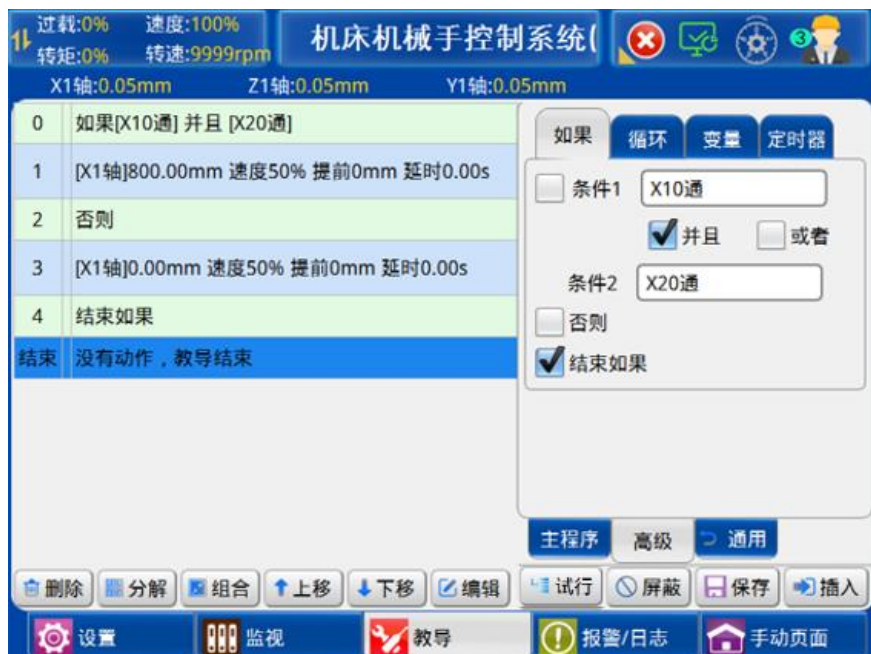 过载:0% 速度:100%
转矩:0% 转速:9999rpm
机床机械手控制系统(
3
X1轴:0.05mm Z1轴:0.05mm Y1轴:0.05mm
0 如果[X10通] 并且 [X20通]
1 [X1轴]800.00mm 速度50% 提前0mm 延时0.00s
2 否则
3 [X1轴]0.00mm 速度50% 提前0mm 延时0.00s
4 结束如果
结束 没有动作，教导结束
如果 循环 变量 定时器
条件1 X10通
并且 或者
条件2 X20通
否则
结束如果
主程序 高级 通用
删除 分解 组合 上移 下移 编辑 试行 屏蔽 保存 插入
设置 监视 教导 报警/日志 手动页面